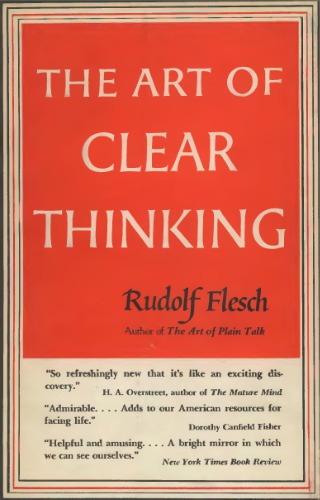 THE ART OF
CLEAR
THINKING
Rudolf Flesch
Author of The Art of Plain Talk
"So refreshingly new that it's like an exciting dis-
covery."
H. A. Overstreet, author of The Mature Mind
"Admirable. . . . Adds to our American resources for
facing life."
Dorothy Canfield Fisher
"Helpful and amusing. . . . A bright mirror in which
we can see ourselves."
New York Times Book Review